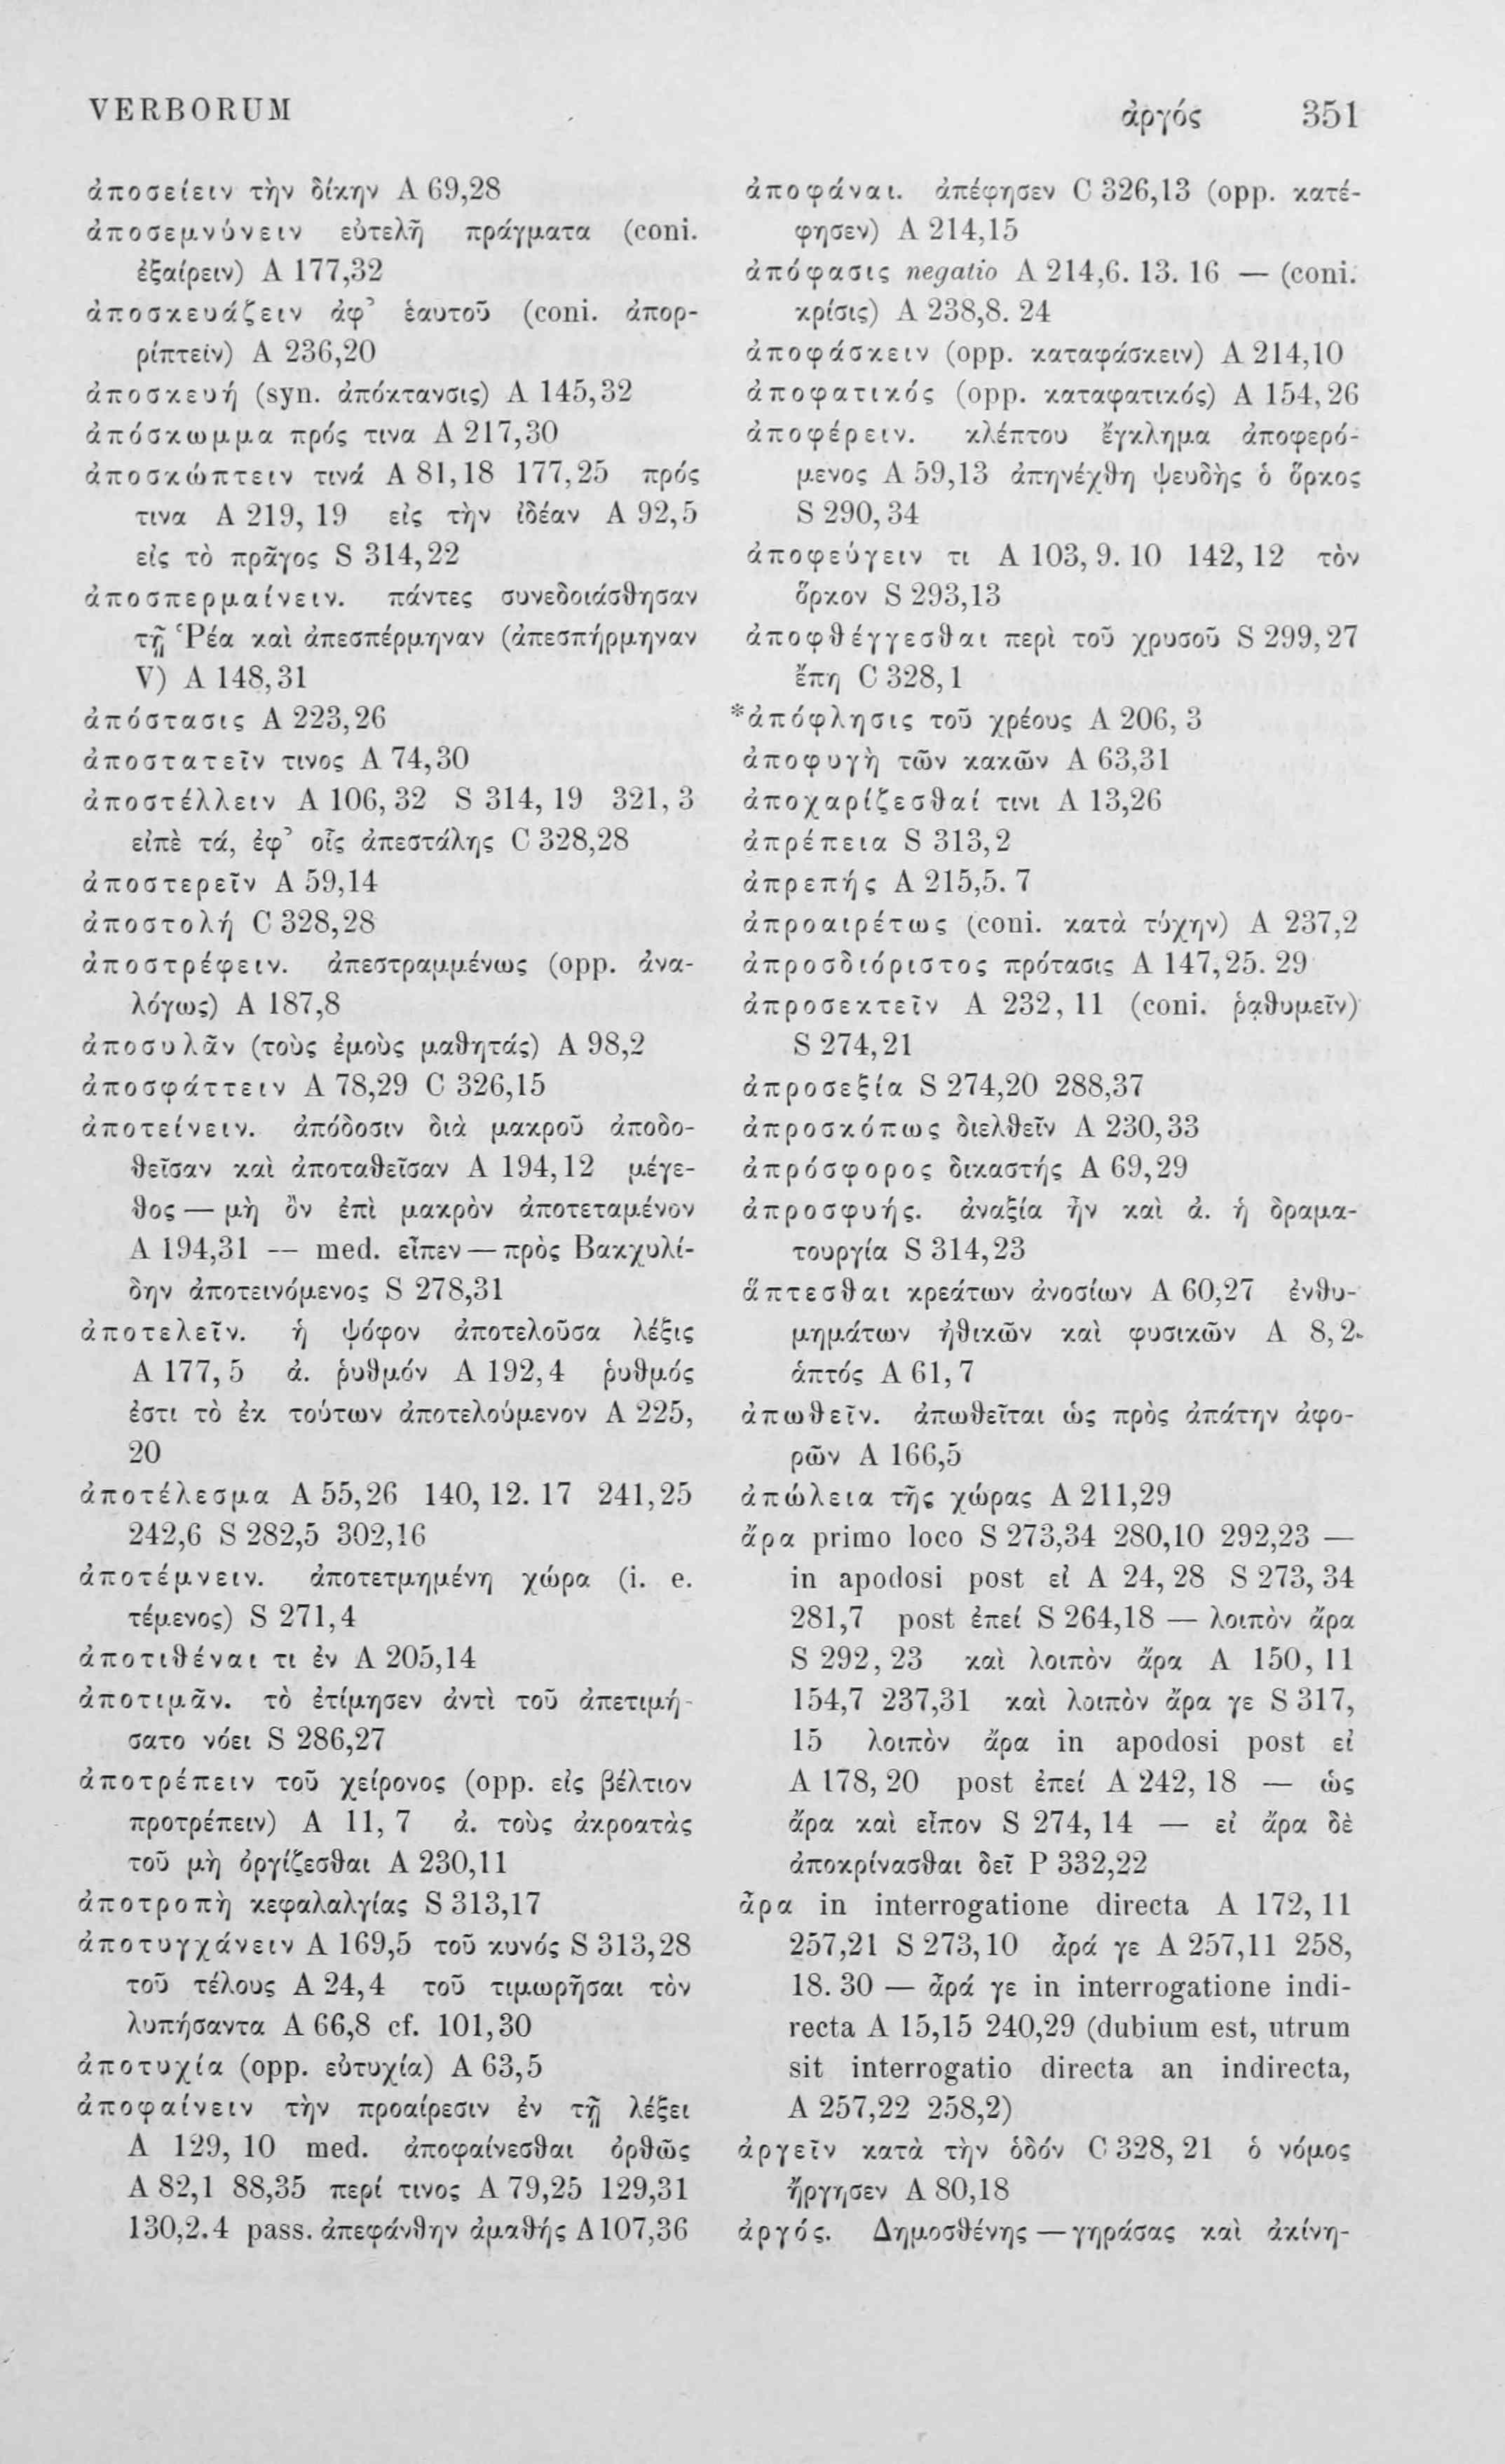 VERBORUM ἀργός 351
ἀποσείειν τὴν δίκην A 69,28
ἀποσεμνύνειν εὐτελῆ πράγματα (coni.
ἐξαίρειν) A 177,32
ἀποσκευάζειν ἀφ’ ἑαυτοῦ (coni. ἀπορ-
ρίπτειν) A 236,20
ἀποσκευή (syn. ἀπόκτανσις) A 145,32
ἀπόσκωμμα πρός τινα A 217,30
ἀποσκώπτειν τινά A 81,18 177,25 πρός
τινα A 219, 19 εἰς τὴν ἰδέαν A 92,5
εἰς τὸ πρᾶγος S 314,22
ἀποσπερμαίνειν. πάντες συνεδοιάσθησαν
τῇ Ῥέα καὶ ἀπεσπέρμηναν (ἀπεσπήρμηναν
V) A 148,31
ἀπόστασις A 223,26
ἀποστατεῖν τινος A 74,30
ἀποστέλλειν A 106, 32 S 314, 19 321, 3
εἰπὲ τά, ἐφ’ οἷς ἀπεστάλης C 328,28
ἀποστερεῖν A 59,14
ἀποστολή C 328,28
ἀποστρέφειν. ἀπεστραμμένως (opp. ἀνα-
λόγως) A 187,8
ἀποσυλᾶν (τοὺς ἐμοὺς μαθητάς) A 98,2
ἀποσφάττειν A 78,29 C 326,15
ἀποτείνειν. ἀπόδοσιν διὰ μακροῦ ἀποδο-
θεῖσαν καὶ ἀποταθεῖσαν A 194,12 μέγε-
θος — μὴ ὂν ἐπὶ μακρὸν ἀποτεταμένον
A 194,31 — med. εἶπεν — πρὸς Βακχυλί-
δην ἀποτεινόμενος S 278,31
ἀποτελεῖν. ἡ ψόφον ἀποτελοῦσα λέξις
A 177, 5 ἀ. ῥυθμόν A 192,4 ῥυθμός
ἐστι τὸ ἐκ τούτων ἀποτελούμενον A 225,
20
ἀποτέλεσμα A 55,26 140, 12. 17 241,25
242,6 S 282,5 302,16
ἀποτέμνειν. ἀποτετμημένη χώρα (i. e.
τέμενος) S 271,4
ἀποτιθέναι τι ἐν A 205,14
ἀποτιμᾶν. τὸ ἐτίμησεν ἀντὶ τοῦ ἀπετιμή-
σατο νόει S 286,27
ἀποτρέπειν τοῦ χείρονος (opp. εἰς βέλτιον
προτρέπειν) A 11, 7 ἀ. τοὺς ἀκροατὰς
τοῦ μὴ ὀργίζεσθαι A 230,11
ἀποτροπὴ κεφαλαλγίας S 313,17
ἀποτυγχάνειν A 169,5 τοῦ κυνός S 313,28
τοῦ τέλους A 24,4 τοῦ τιμωρῆσαι τὸν
λυπήσαντα A 66,8 cf. 101,30
ἀποτυχία (opp. εὐτυχία) A 63,5
ἀποφαίνειν τὴν προαίρεσιν ἐν τῇ λέξει
A 129, 10 med. ἀποφαίνεσθαι ὀρθῶς
A 82,1 88,35 περί τινος A 79,25 129,31
130,2.4 pass. ἀπεφάνθην ἀμαθής A 107,36
ἀποφάναι. ἀπέφησεν C 326,13 (opp. κατέ-
φησεν) A 214,15
ἀπόφασις negatio A 214,6. 13. 16 — (coni.
κρίσις) A 238,8. 24
ἀποφάσκειν (opp. καταφάσκειν) A 214,10
ἀποφατικός (opp. καταφατικός) A 154,26
ἀποφέρειν. κλέπτου ἔγκλημα ἀποφερό-
μενος A 59,13 ἀπηνέχθη ψευδὴς ὁ ὅρκος
S 290,34
ἀποφεύγειν τι A 103, 9. 10 142, 12 τὸν
ὅρκον S 293,13
ἀποφθέγγεσθαι περὶ τοῦ χρυσοῦ S 299,27
ἔπη C 328,1
*ἀπόφλησις τοῦ χρέους A 206, 3
ἀποφυγὴ τῶν κακῶν A 63,31
ἀποχαρίζεσθαί τινι A 13,26
ἀπρέπεια S 313,2
ἀπρεπής A 215,5. 7
ἀπροαιρέτως (coni. κατὰ τύχην) A 237,2
ἀπροσδιόριστος πρότασις A 147,25. 29
ἀπροσεκτεῖν A 232, 11 (coni. ῥᾳθυμεῖν)
S 274,21
ἀπροσεξία S 274,20 288,37
ἀπροσκόπως διελθεῖν A 230,33
ἀπρόσφορος δικαστής A 69,29
ἀπροσφυής. ἀναξία ἦν καὶ ἀ. ἡ δραμα-
τουργία S 314,23
ἅπτεσθαι κρεάτων ἀνοσίων A 60,27 ἐνθυ-
μημάτων ἠθικῶν καὶ φυσικῶν A 8, 2.
ἁπτός A 61, 7
ἀπωθεῖν. ἀπωθεῖται ὡς πρὸς ἀπάτην ἀφο-
ρῶν A 166,5
ἀπώλεια τῆς χώρας A 211,29
ἄρα primo loco S 273,34 280,10 292,23 —
in apodosi post εἰ A 24, 28 S 273, 34
281,7 post ἐπεί S 264,18 — λοιπὸν ἄρα
S 292, 23 καὶ λοιπὸν ἄρα A 150, 11
154,7 237,31 καὶ λοιπὸν ἄρα γε S 317,
15 λοιπὸν ἄρα in apodosi post εἰ
A 178, 20 post ἐπεί A 242, 18 — ὡς
ἄρα καὶ εἶπον S 274, 14 — εἰ ἄρα δὲ
ἀποκρίνασθαι δεῖ P 332,22
ἆρα in interrogatione directa A 172, 11
257,21 S 273,10 ἆρά γε A 257,11 258,
18. 30 — ἆρά γε in interrogatione indi-
recta A 15,15 240,29 (dubium est, utrum
sit interrogatio directa an indirecta,
A 257,22 258,2)
ἀργεῖν κατὰ τὴν ὁδόν C 328, 21 ὁ νόμος
ἤργησεν A 80,18
ἀργός. Δημοσθένης — γηράσας καὶ ἀκίνη-